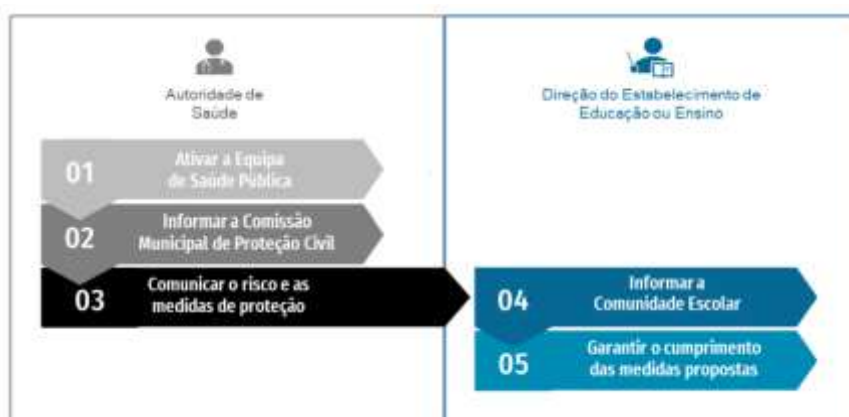 Autoridade de
Saúde
Direção do Estabelecimento de
Educação ou Ensino
01
Ativar a Equipa
de Saúde Pública
02
Informar a Comissão
Municipal de Proteção Civil
03
Comunicar o risco e as
medidas de proteção
04
Informar a
Comunidade Escolar
05
Garantir o cumprimento
das medidas propostas